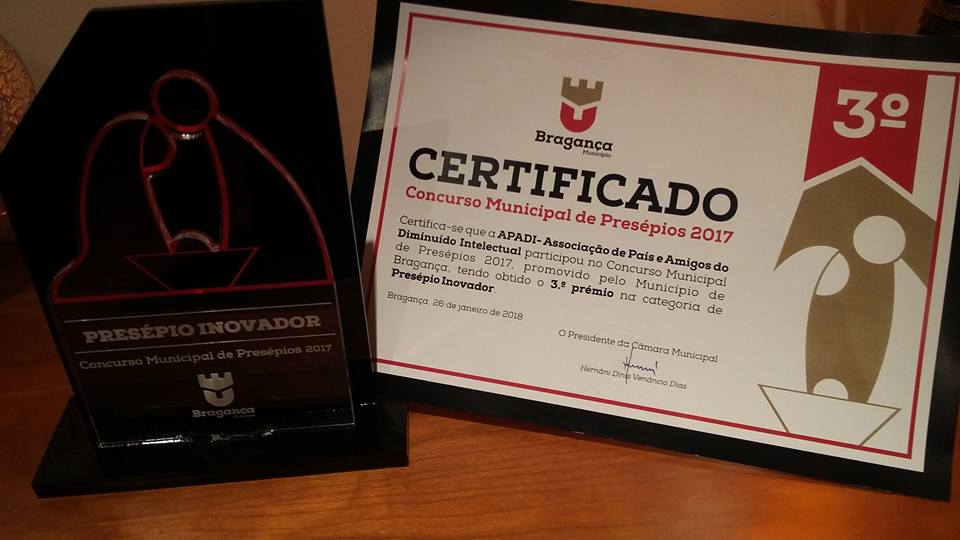 PRESÉPIO INOVADOR
Concurso Municipal de Presépios 2017
Bragança
3º
Bragança
Município
CERTIFICADO
Concurso Municipal de Presépios 2017
Certifica-se que a APADI- Associação de Pais e Amigos do
Diminuído Intelectual participou no Concurso Municipal
de Presépios 2017, promovido pelo Município de
Bragança, tendo obtido o 3.º prémio na categoria de
Presépio Inovador.
Bragança, 26 de janeiro de 2018
O Presidente da Câmara Municipal
Hernâni Dinis Venâncio Dias